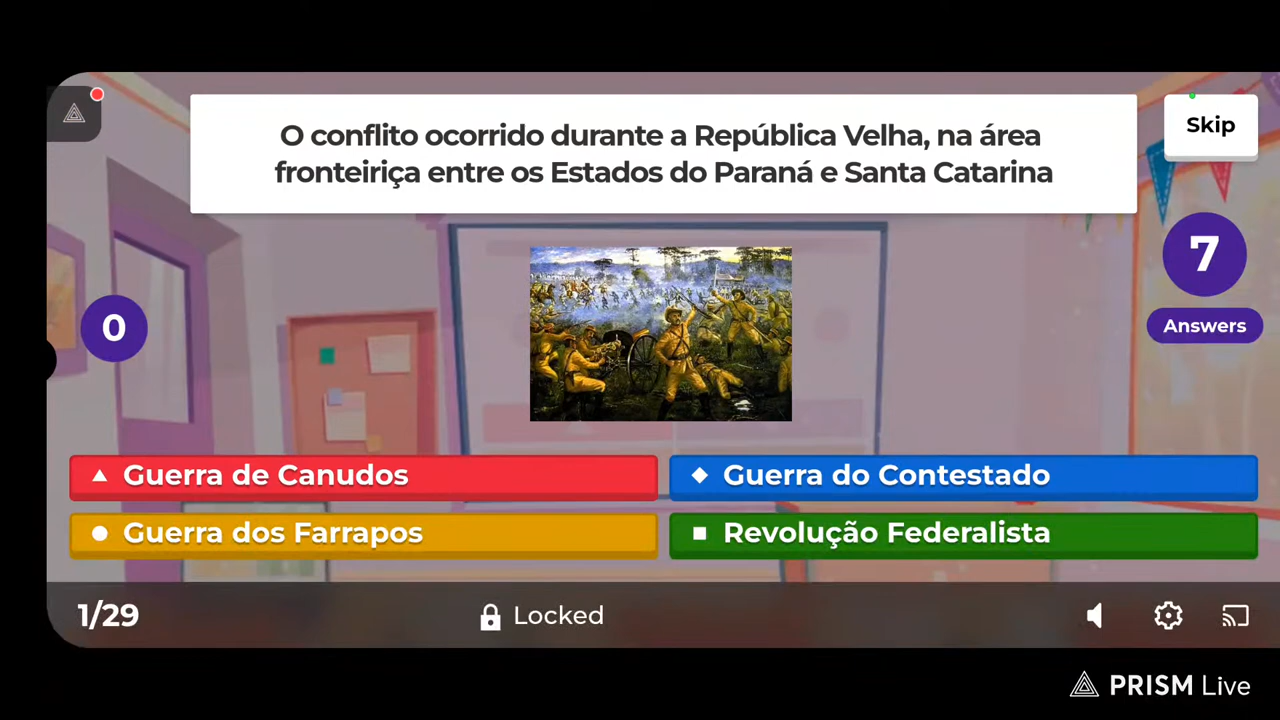 O conflito ocorrido durante a República Velha, na área
fronteiriça entre os Estados do Paraná e Santa Catarina
Skip
7
Answers
0
Guerra de Canudos
Guerra do Contestado
Guerra dos Farrapos
Revolução Federalista
1/29
Locked
PRISM Live